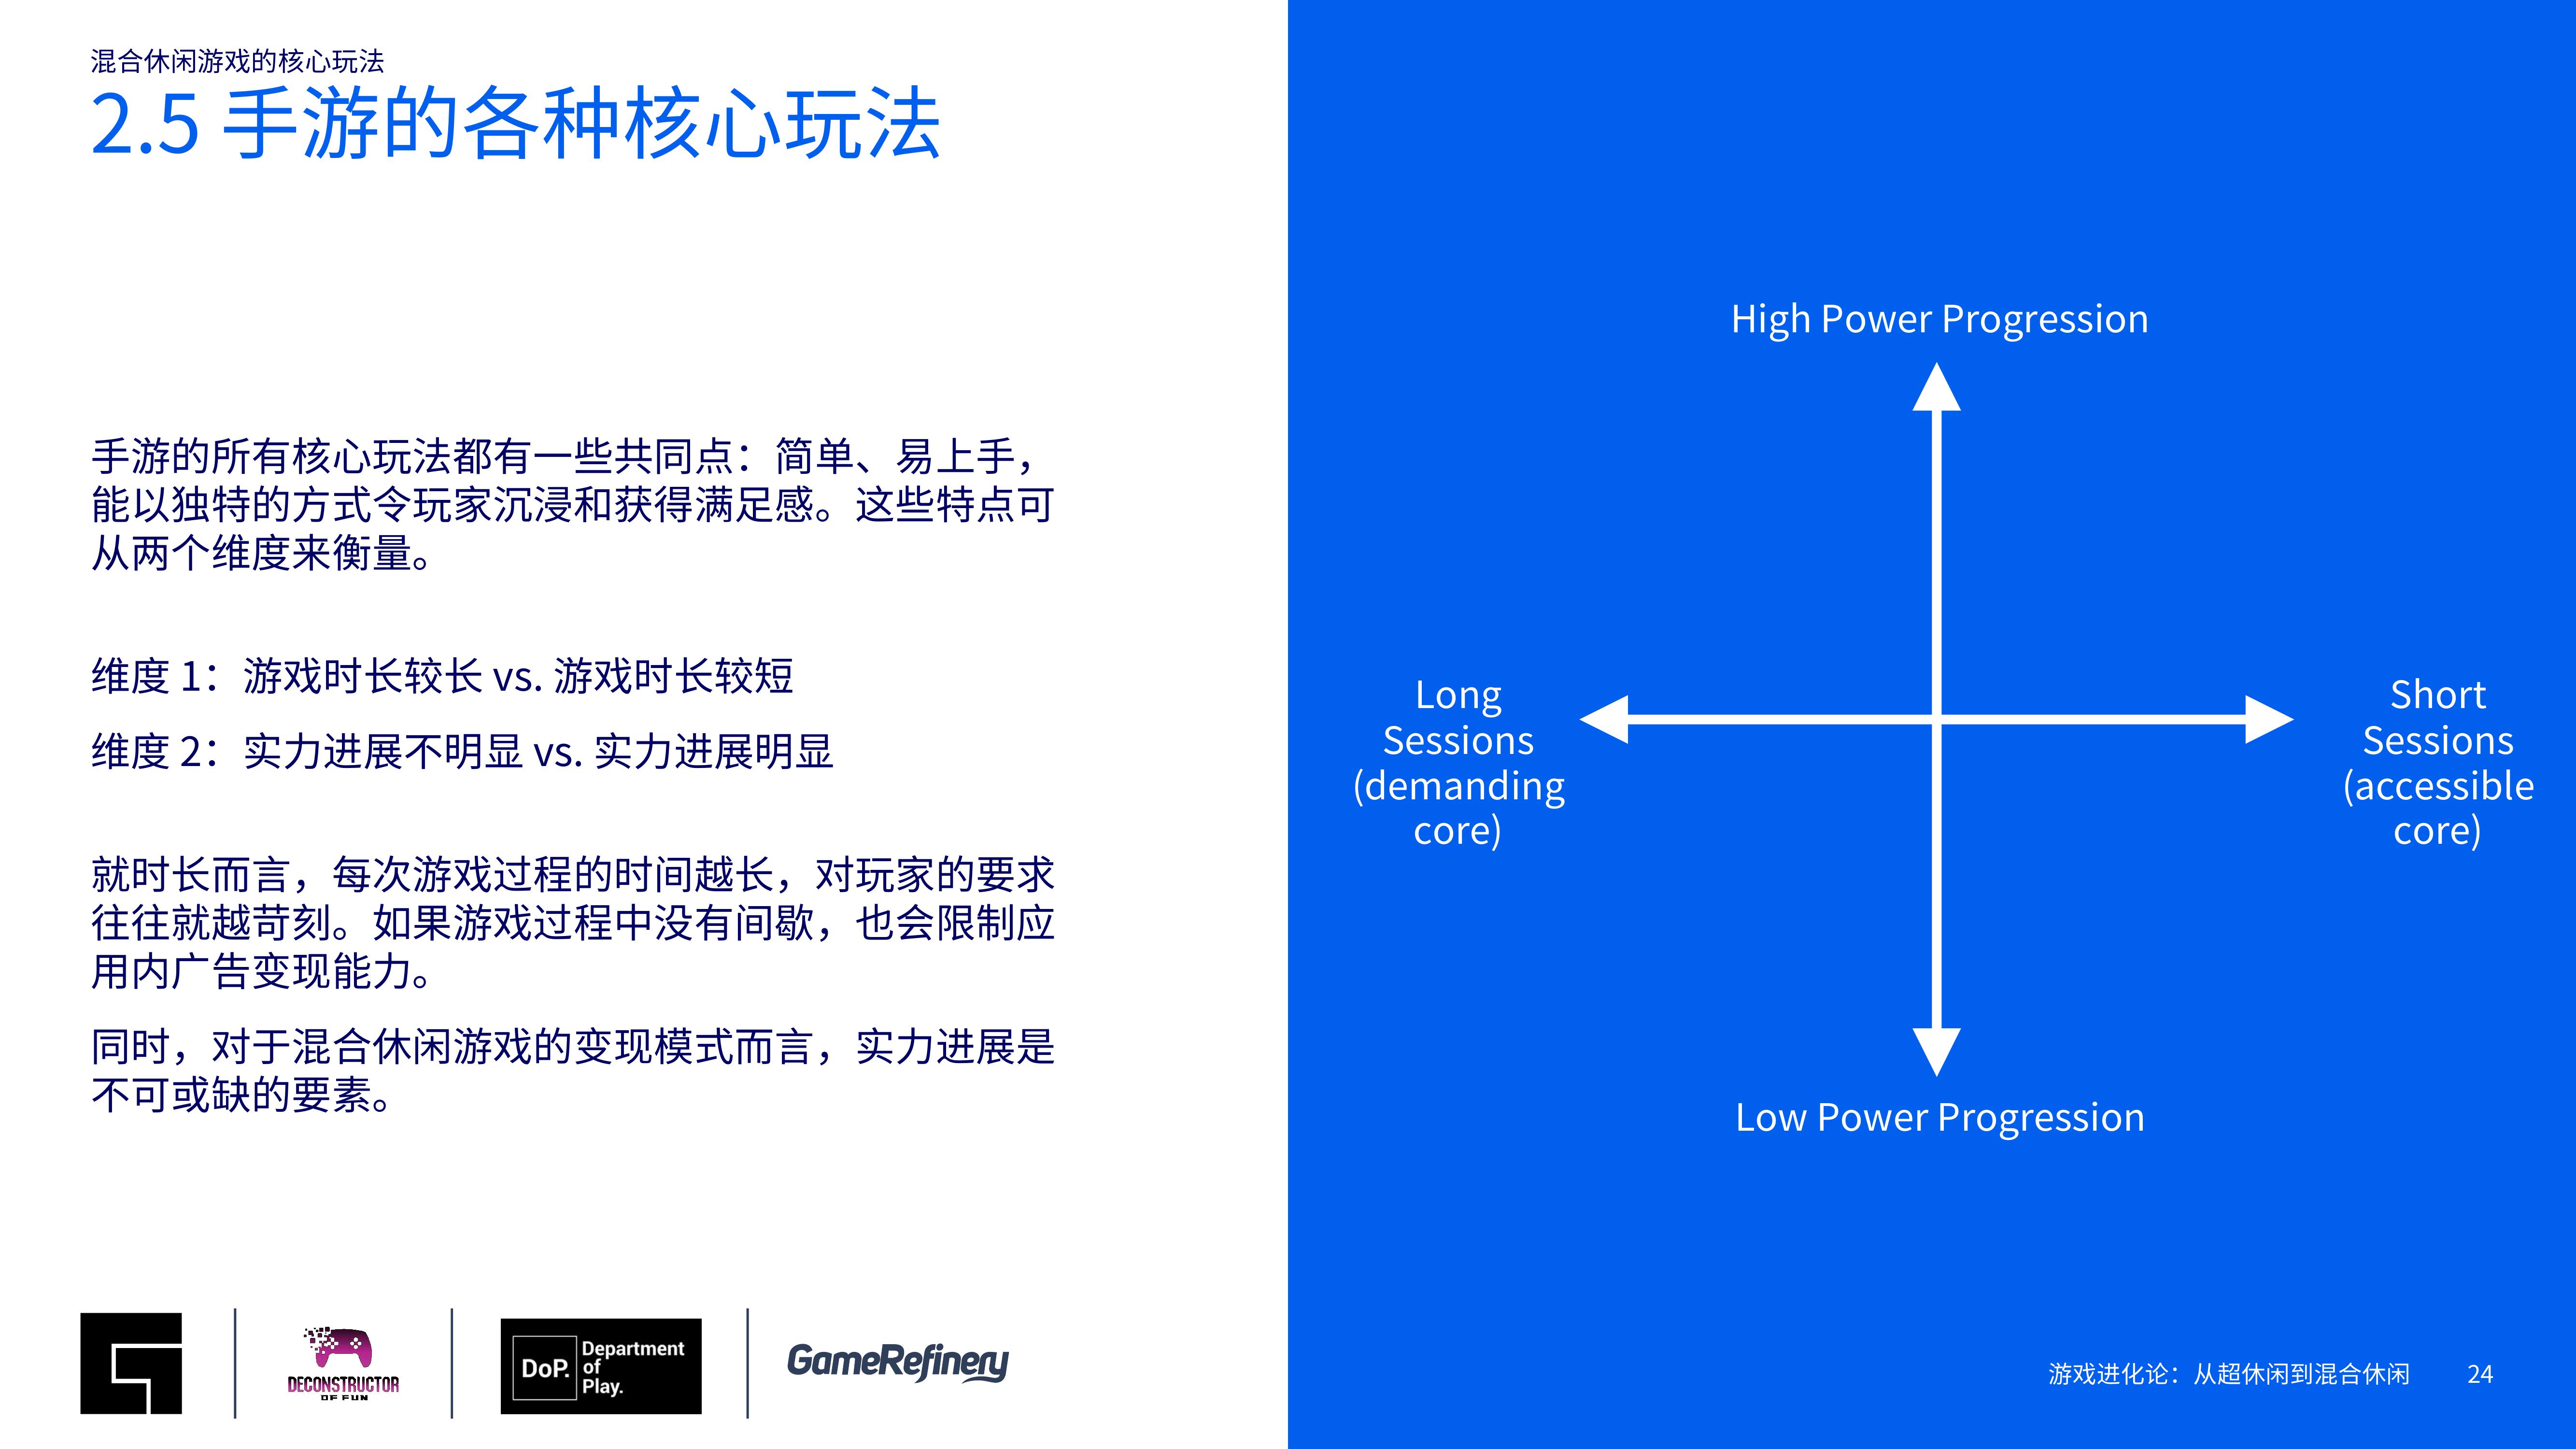 混合休闲游戏的核心玩法
2.5 手游的各种核心玩法
手游的所有核心玩法都有一些共同点：简单、易上手，
能以独特的方式令玩家沉浸和获得满足感。这些特点可
从两个维度来衡量。
维度 1：游戏时长较长 vs. 游戏时长较短
维度 2：实力进展不明显 vs. 实力进展明显
就时长而言，每次游戏过程的时间越长，对玩家的要求
往往就越苛刻。如果游戏过程中没有间歇，也会限制应
用内广告变现能力。
同时，对于混合休闲游戏的变现模式而言，实力进展是
不可或缺的要素。
High Power Progression
Long
Sessions
(demanding
core)
Short
Sessions
(accessible
core)
Low Power Progression
DECONSTRUCTOR
OF FUN
DoP.
Department
of
Play.
GameRefinery
游戏进化论：从超休闲到混合休闲
24